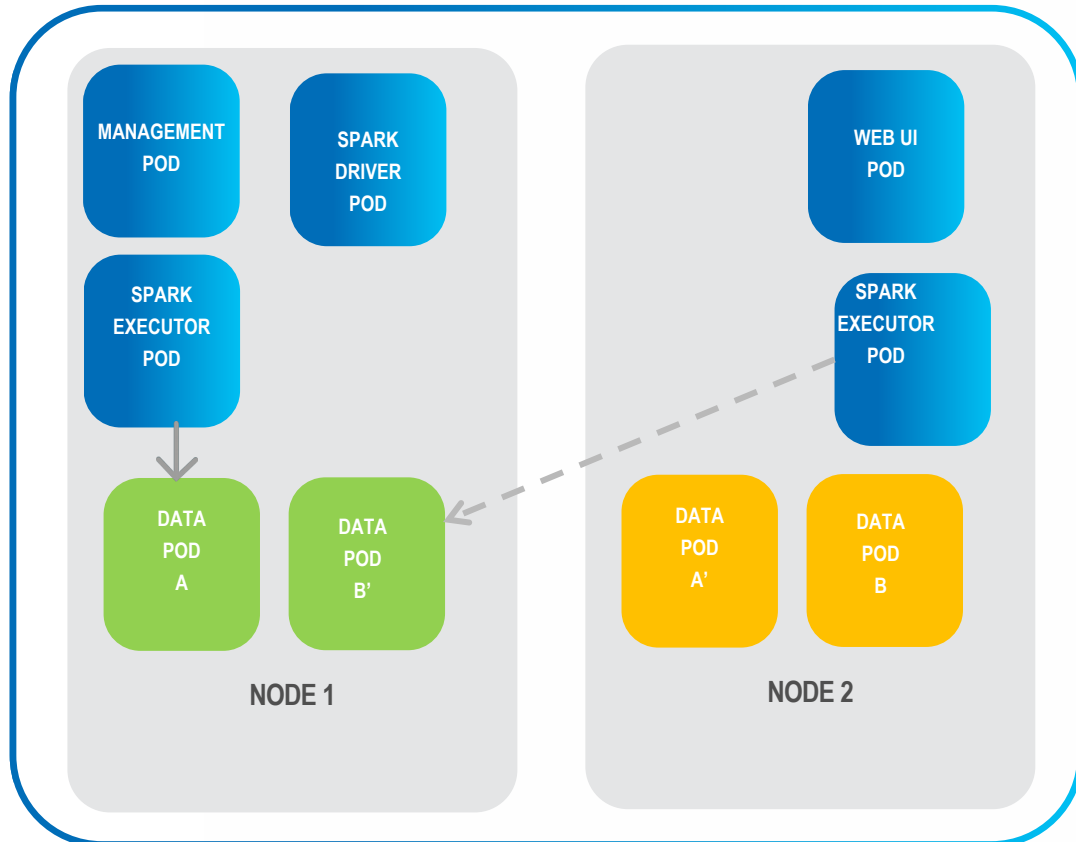 MANAGEMENT
POD
SPARK
DRIVER
POD
SPARK
EXECUTOR
POD
DATA
POD
A
DATA
POD
B’
NODE 1
WEB UI
POD
SPARK
EXECUTOR
POD
DATA
POD
A’
DATA
POD
B
NODE 2